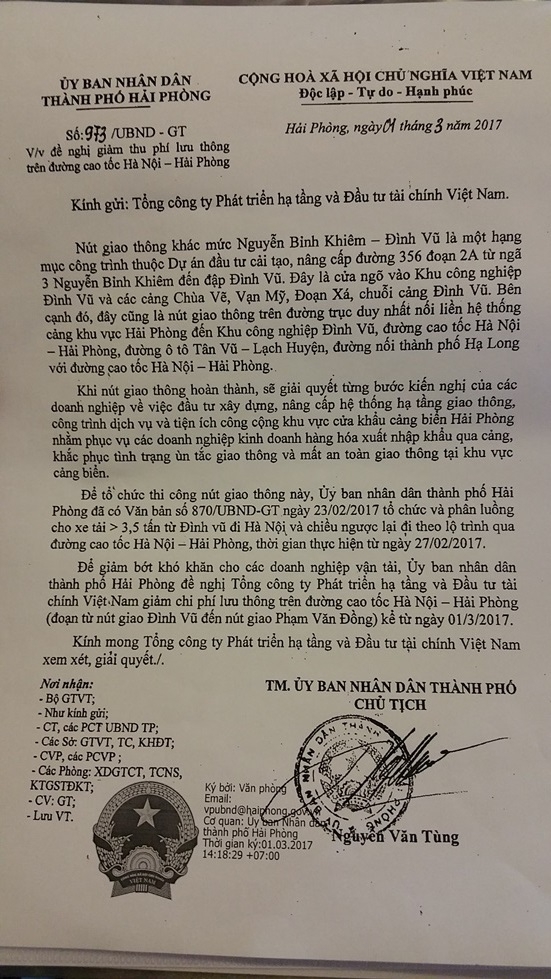 ỦY BAN NHÂN DÂN
THÀNH PHỐ HẢI PHÒNG
CỘNG HOÀ XÃ HỘI CHỦ NGHĨA VIỆT NAM
Độc lập - Tự do - Hạnh phúc
Số: 973/UBND - GT
V/v đề nghị giảm thu phí lưu thông
trên đường cao tốc Hà Nội – Hải Phòng
Hải Phòng, ngày 01 tháng 3 năm 2017
Kính gửi: Tổng công ty Phát triển hạ tầng và Đầu tư tài chính Việt Nam.
Nút giao thông khác mức Nguyễn Bỉnh Khiêm – Đình Vũ là một hạng
mục công trình thuộc Dự án đầu tư cải tạo, nâng cấp đường 356 đoạn 2A từ ngã
3 Nguyễn Bỉnh Khiêm đến đập Đình Vũ. Đây là cửa ngõ vào Khu công nghiệp
Đình Vũ và các cảng Chùa Vẽ, Vạn Mỹ, Đoạn Xá, chuỗi cảng Đình Vũ. Bên
cạnh đó, đây cũng là nút giao thông trên đường trục duy nhất nối liền hệ thống
cảng khu vực Hải Phòng đến Khu công nghiệp Đình Vũ, đường cao tốc Hà Nội
– Hải Phòng, đường ô tô Tân Vũ – Lạch Huyện, đường nối thành phố Hạ Long
với đường cao tốc Hà Nội – Hải Phòng.
Khi nút giao thông hoàn thành, sẽ giải quyết từng bước kiến nghị của các
doanh nghiệp về việc đầu tư xây dựng, nâng cấp hệ thống hạ tầng giao thông,
công trình dịch vụ và tiện ích công cộng khu vực cửa khẩu cảng biển Hải Phòng
nhằm phục vụ các doanh nghiệp kinh doanh hàng hóa xuất nhập khẩu qua cảng,
khắc phục tình trạng ùn tắc giao thông và mất an toàn giao thông tại khu vực
cảng biển.
Để tổ chức thi công nút giao thông này, Ủy ban nhân dân thành phố Hải
Phòng đã có Văn bản số 870/UBND-GT ngày 23/02/2017 tổ chức và phân luồng
cho xe tải > 3,5 tấn từ Đình vũ đi Hà Nội và chiều ngược lại đi theo lộ trình qua
đường cao tốc Hà Nội – Hải Phòng, thời gian thực hiện từ ngày 27/02/2017.
Để giảm bớt khó khăn cho các doanh nghiệp vận tải, Ủy ban nhân dân
thành phố Hải Phòng đề nghị Tổng công ty Phát triển hạ tầng và Đầu tư tài
chính Việt Nam giảm chi phí lưu thông trên đường cao tốc Hà Nội – Hải Phòng
(đoạn từ nút giao Đình Vũ đến nút giao Phạm Văn Đồng) kể từ ngày 01/3/2017.
Kính mong Tổng công ty Phát triển hạ tầng và Đầu tư tài chính Việt Nam
xem xét, giải quyết./.
Nơi nhận:
- Bộ GTVT;
- Như kính gửi;
- CT, các PCT UBND TP;
- Các Sở: GTVT, TC, KHĐT;
- CVP, các PCVP ;
- Các Phòng: XDGTCT, TCNS,
KTGSTĐKT;
- CV: GT;
- Lưu VT.
TM. ỦY BAN NHÂN DÂN THÀNH PHỐ
CHỦ TỊCH
Ký bởi: Văn phòng
Email:
vpubnd@haiphong.gov.
Cơ quan: Ủy ban Nhân dân
thành phố Hải Phòng
Thời gian ký:01.03.2017
14:18:29 +07:00
Nguyễn Văn Tùng
VIỆT NAM